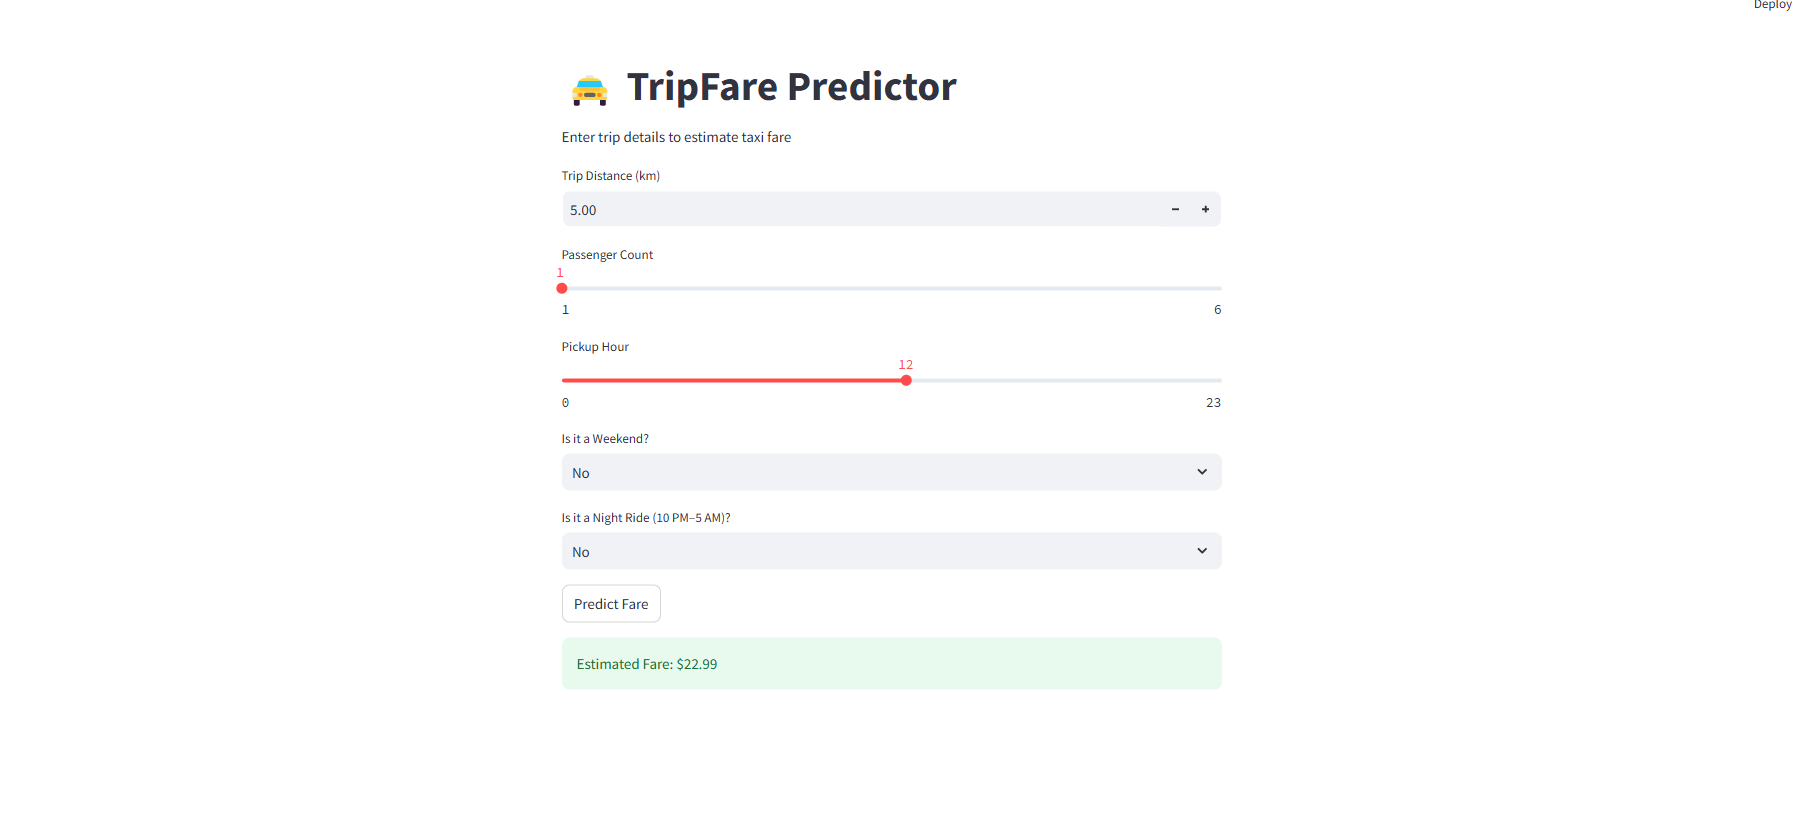 Deploy
TripFare Predictor
Enter trip details to estimate taxi fare
Trip Distance (km)
5.00
Passenger Count
1
1 6
Pickup Hour
12
0 23
Is it a Weekend?
No
Is it a Night Ride (10 PM–5 AM)?
No
Predict Fare
Estimated Fare: $22.99